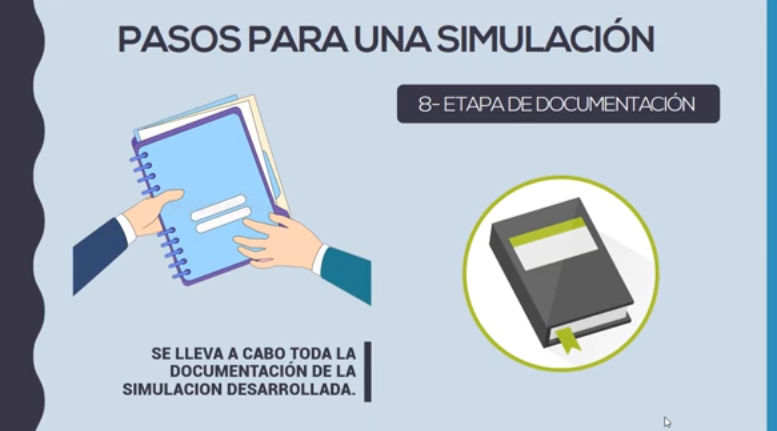 PASOS PARA UNA SIMULACIÓN
8- ETAPA DE DOCUMENTACIÓN
SE LLEVA A CABO TODA LA
DOCUMENTACIÓN DE LA
SIMULACION DESARROLLADA.